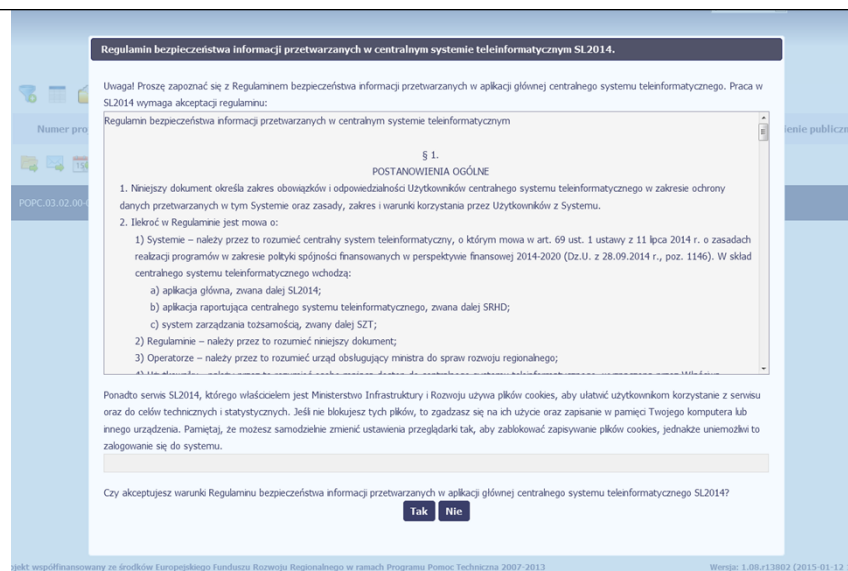 Regulamin bezpieczeństwa informacji przetwarzanych w centralnym systemie teleinformatycznym SL2014.
Uwaga! Proszę zapoznać się z Regulaminem bezpieczeństwa informacji przetwarzanych w aplikacji głównej centralnego systemu teleinformatycznego. Praca w
SL2014 wymaga akceptacji regulaminu:
Numer pro
ienie publiczn
Regulamin bezpieczeństwa informacji przetwarzanych w centralnym systemie teleinformatycznym
§ 1.
POSTANOWIENIA OGÓLNE
1. Niniejszy dokument określa zakres obowiązków i odpowiedzialności Użytkowników centralnego systemu teleinformatycznego w zakresie ochrony
danych przetwarzanych w tym Systemie oraz zasady, zakres i warunki korzystania przez Użytkowników z Systemu.
POPC.03.02.00-
2. Ilekroć w Regulaminie jest mowa o:
1) Systemie – należy przez to rozumieć centralny system teleinformatyczny, o którym mowa w art. 69 ust. 1 ustawy z 11 lipca 2014 r. o zasadach
realizacji programów w zakresie polityki spójności finansowanych w perspektywie finansowej 2014-2020 (Dz.U. z 28.09.2014 r., poz. 1146). W skład
centralnego systemu teleinformatycznego wchodzą:
a) aplikacja główna, zwana dalej SL2014;
b) aplikacja raportująca centralnego systemu teleinformatycznego, zwana dalej SRHD;
c) system zarządzania tożsamością, zwany dalej SZT;
2) Regulaminie – należy przez to rozumieć niniejszy dokument;
3) Operatorze – należy przez to rozumieć urząd obsługujący ministra do spraw rozwoju regionalnego;
Ponadto serwis SL2014, którego właścicielem jest Ministerstwo Infrastruktury i Rozwoju używa plików cookies, aby ułatwić użytkownikom korzystanie z serwisu
oraz do celów technicznych i statystycznych. Jeśli nie blokujesz tych plików, to zgadzasz się na ich użycie oraz zapisanie w pamięci Twojego komputera lub
innego urządzenia. Pamiętaj, że możesz samodzielnie zmienić ustawienia przeglądarki tak, aby zablokować zapisywanie plików cookies, jednakże uniemożliwi to
zalogowanie się do systemu.
Czy akceptujesz warunki Regulaminu bezpieczeństwa informacji przetwarzanych w aplikacji głównej centralnego systemu teleinformatycznego SL2014?
Tak Nie
ojekt współfinansowany ze środków Europejskiego Funduszu Rozwoju Regionalnego w ramach Programu Pomoc Techniczna 2007-2013
Wersja: 1.08.r13802 (2015-01-12